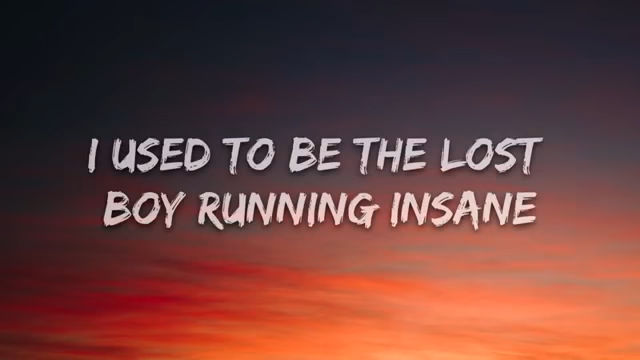 I USED TO BE THE LOST
BOY RUNNING INSANE